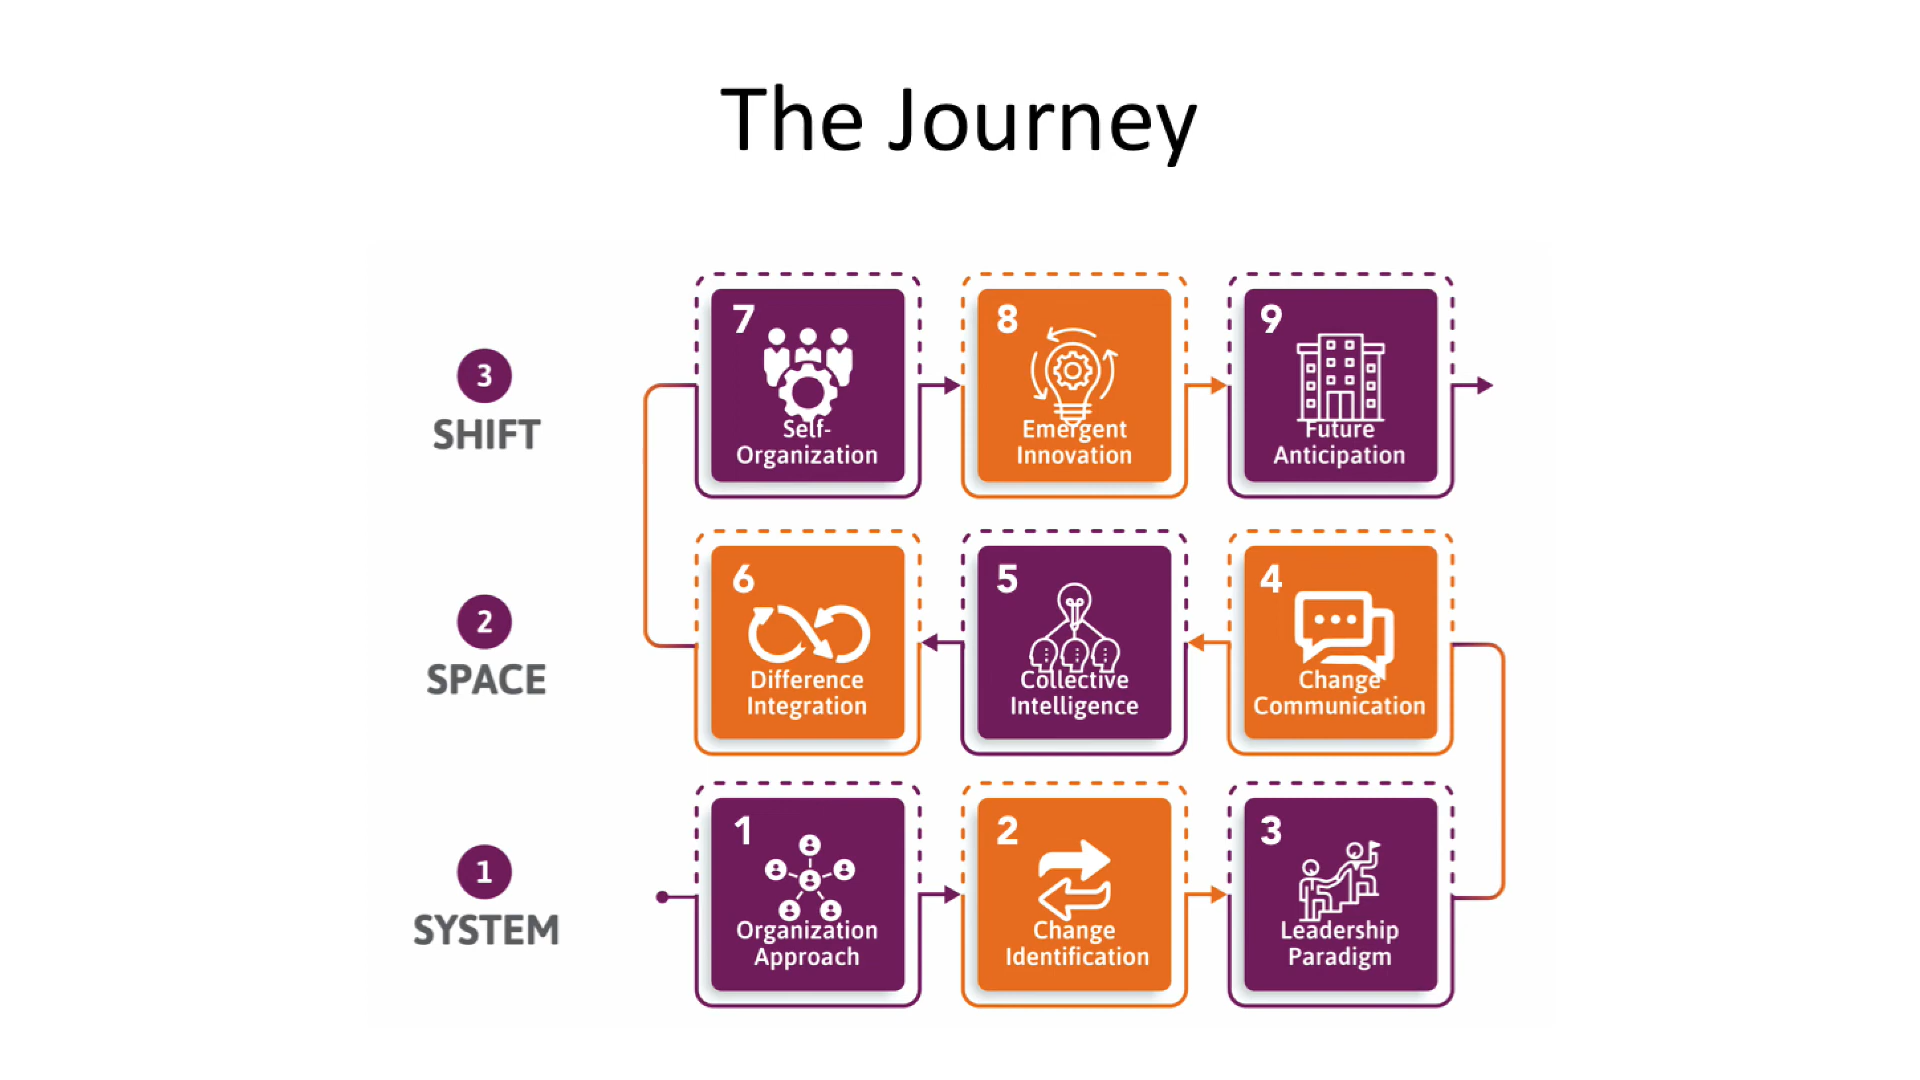 The Journey
3
SHIFT
7
Self-
Organization
8
Emergent
Innovation
9
Future
Anticipation
2
SPACE
6
Difference
Integration
5
Collective
Intelligence
4
Change
Communication
1
SYSTEM
1
Organization
Approach
2
Change
Identification
3
Leadership
Paradigm